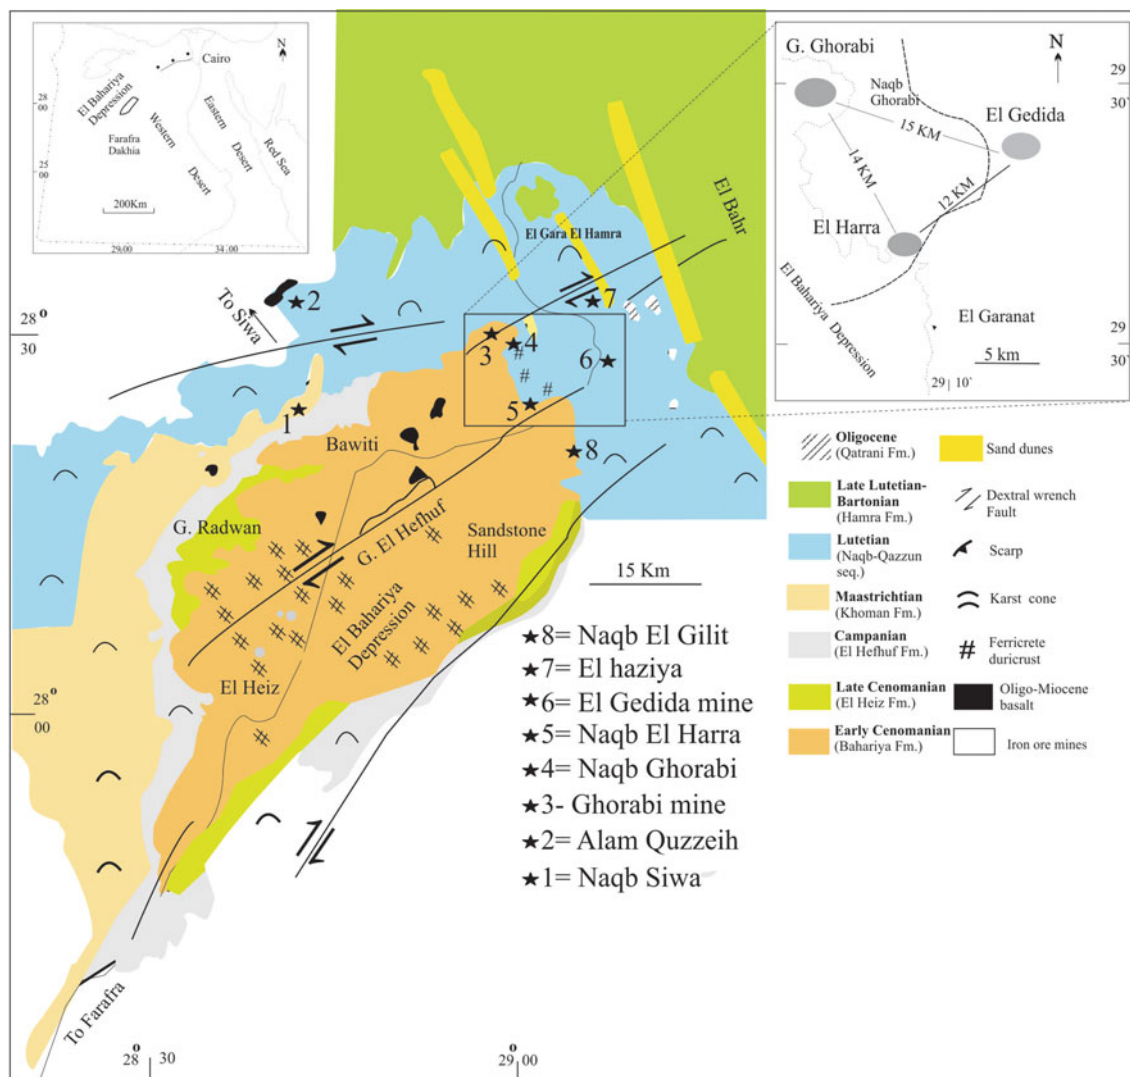 N
Cairo
28
00
El Bahariya
Depression
Farafra
Dakhia
Western
Desert
Eastern
Desert
Red Sea
25
00
200Km
29 00
34.00
G. Ghorabi
N
29
30`
Naqb
Ghorabi
El Gedida
15 KM
14 KM
12 KM
El Harra
El Bahariya Depression
El Garanat
5 km
29
30`
29 10`
El Bahr
El Gara El Hamra
2
7
To Siwa
28
30
3
4
6
1
5
Bawiti
8
G. Radwan
G. El Hefhuf
Sandstone
Hill
15 Km
El Bahariya
Depression
El Heiz
28
00
8= Naqb El Gilit
7= El haziya
6= El Gedida mine
5= Naqb El Harra
4= Naqb Ghorabi
3- Ghorabi mine
2= Alam Quzzeih
1= Naqb Siwa
To Farafra
28 30
29 00
Oligocene
(Qatrani Fm.)
Late Lutetian-
Bartonian
(Hamra Fm.)
Lutetian
(Naqb-Qazzun
seq.)
Maastrichtian
(Khoman Fm.)
Campanian
(El Hefhuf Fm.)
Late Cenomanian
(El Heiz Fm.)
Early Cenomanian
(Bahariya Fm.)
Sand dunes
Dextral wrench
Fault
Scarp
Karst cone
Ferricrete
duricrust
Oligo-Miocene
basalt
Iron ore mines